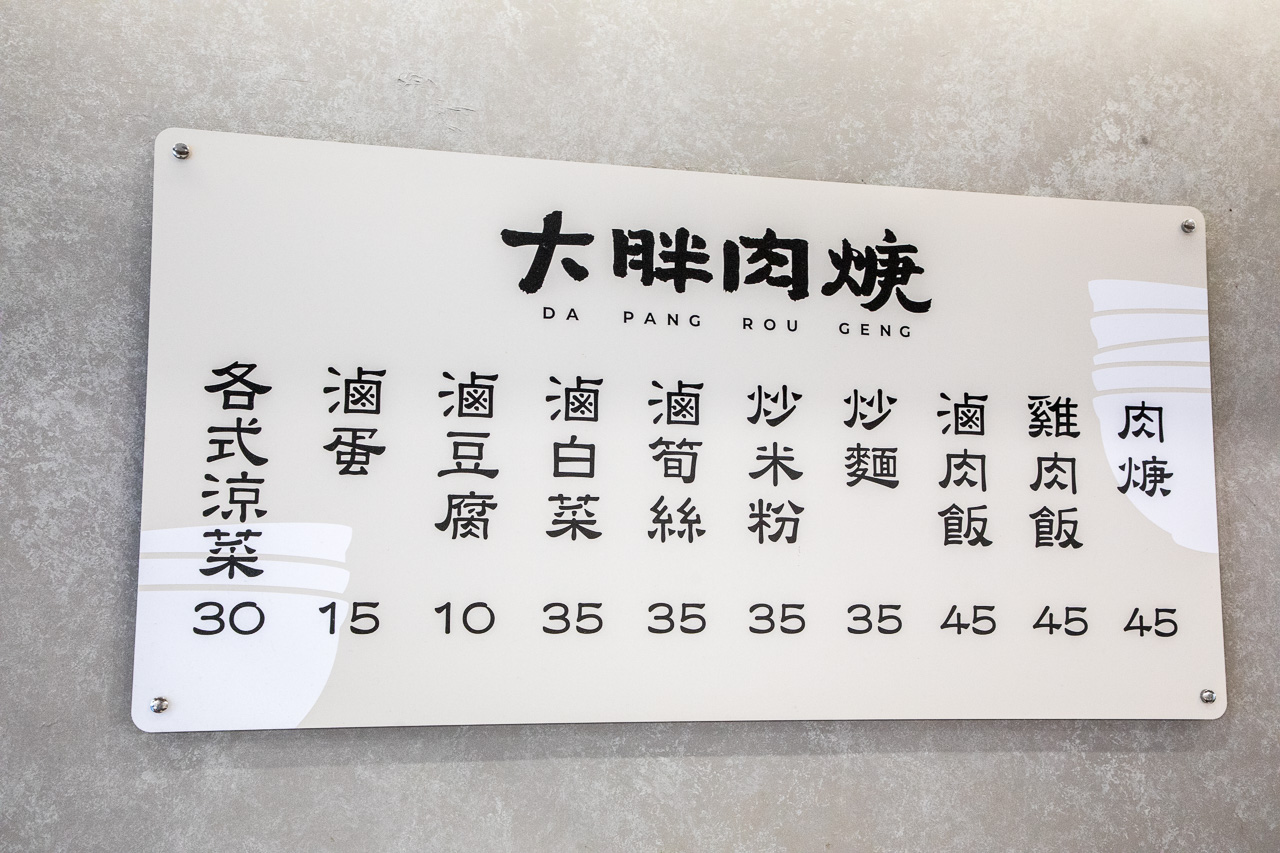 大胖肉焿
DA PANG ROU GENG
肉焿
45
雞肉飯
45
滷肉飯
45
炒麵
35
炒米粉
35
滷筍絲
35
滷白菜
35
滷豆腐
10
滷蛋
15
各式涼菜
30